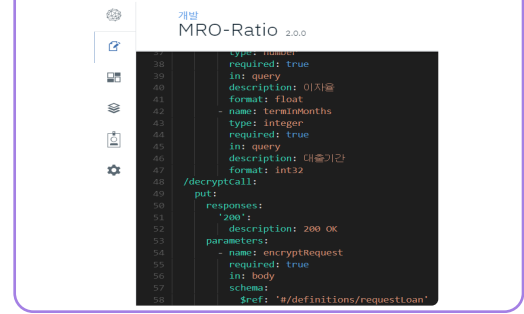 개발
MRO-Ratio 2.0.0
37 type: number
38 required: true
39 in: query
40 description: 이자율
41 format: float
42 - name: termInMonths
43 type: integer
44 required: true
45 in: query
46 description: 대출기간
47 format: int32
48 /decryptCall:
49 put:
50 responses:
51 '200':
52 description: 200 OK
53 parameters:
54 - name: encryptRequest
55 required: true
56 in: body
57 schema:
58 $ref: '#/definitions/requestLoan'